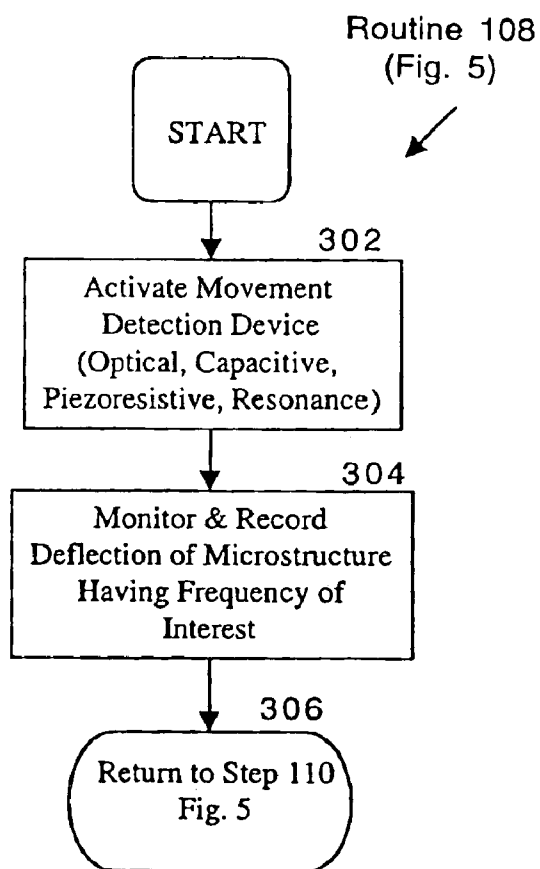 Routine 108
(Fig. 5)
START
302
Activate Movement
Detection Device
(Optical, Capacitive,
Piezoresistive, Resonance)
304
Monitor & Record
Deflection of Microstructure
Having Frequency of
Interest
306
Return to Step 110
Fig. 5